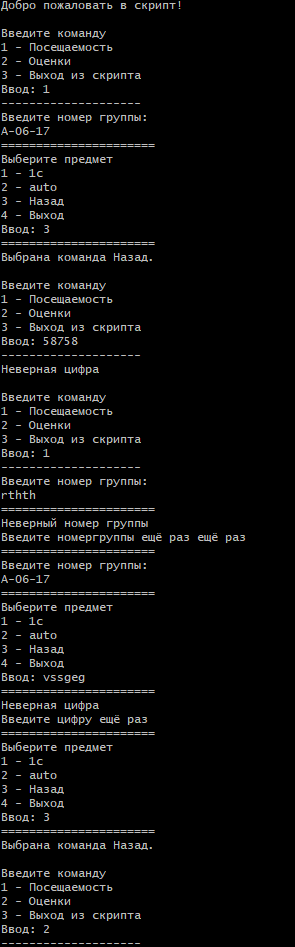 Добро пожаловать в скрипт!
Введите команду
1 - Посещаемость
2 - Оценки
3 - Выход из скрипта
Ввод: 1
--------------------
Введите номер группы:
А-06-17
======================
Выберите предмет
1 - 1c
2 - auto
3 - Назад
4 - Выход
Ввод: 3
======================
Выбрана команда Назад.
Введите команду
1 - Посещаемость
2 - Оценки
3 - Выход из скрипта
Ввод: 58758
--------------------
Неверная цифра
Введите команду
1 - Посещаемость
2 - Оценки
3 - Выход из скрипта
Ввод: 1
--------------------
Введите номер группы:
rthth
======================
Неверный номер группы
Введите номергруппы ещё раз ещё раз
======================
Введите номер группы:
А-06-17
======================
Выберите предмет
1 - 1c
2 - auto
3 - Назад
4 - Выход
Ввод: vssgeg
======================
Неверная цифра
Введите цифру ещё раз
======================
Выберите предмет
1 - 1c
2 - auto
3 - Назад
4 - Выход
Ввод: 3
======================
Выбрана команда Назад.
Введите команду
1 - Посещаемость
2 - Оценки
3 - Выход из скрипта
Ввод: 2
--------------------